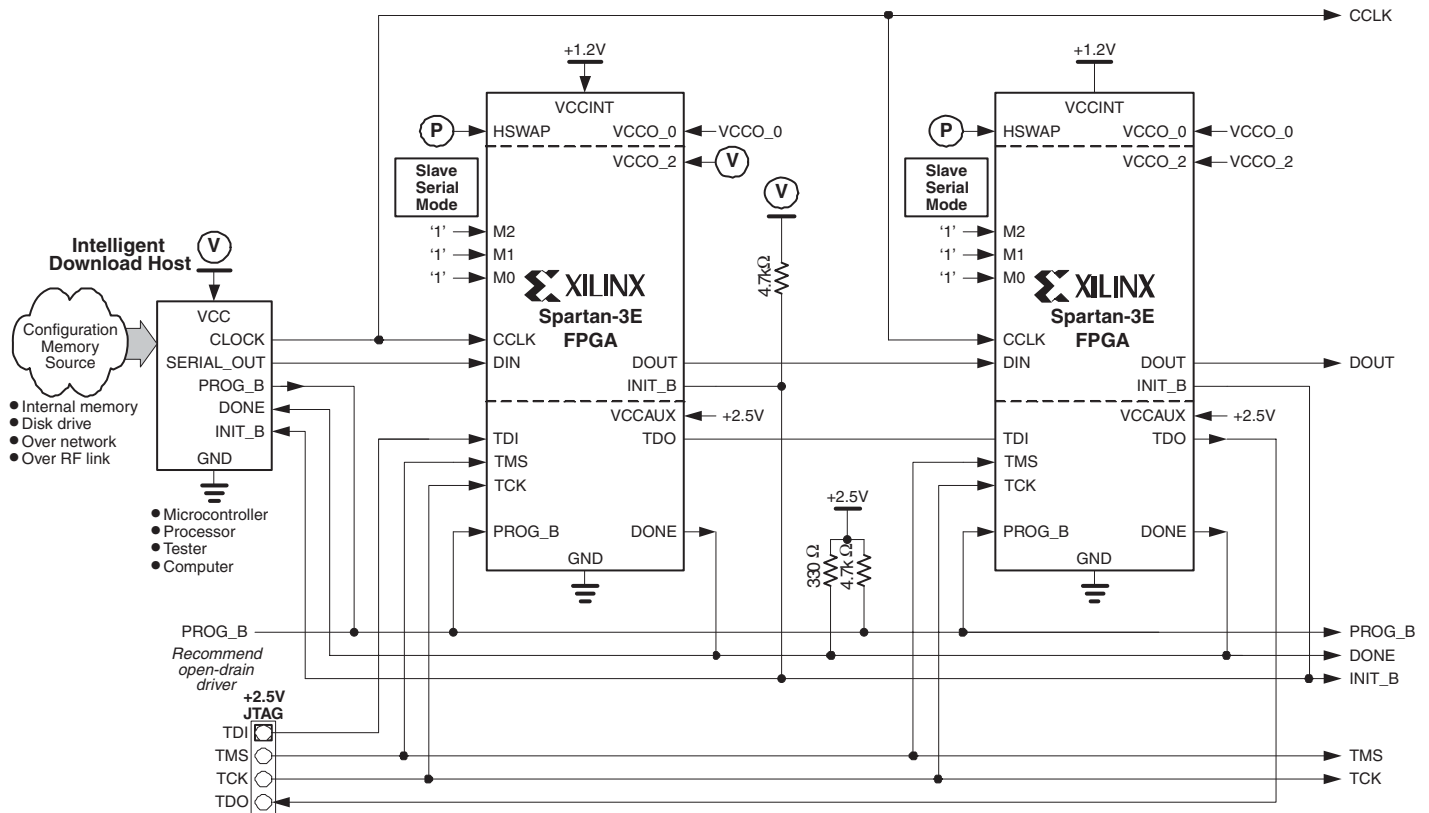 CCLK
+1.2V
+1.2V
VCCINT
VCCINT
P
HSWAP
VCCO_0
VCCO_0
P
HSWAP
VCCO_0
VCCO_0
VCCO_2
V
VCCO_2
VCCO_2
Slave
Serial
Mode
V
Slave
Serial
Mode
'1'
M2
'1'
M2
Intelligent
Download Host
V
'1'
M1
'1'
M1
'1'
M0
'1'
M0
4.7kΩ
XILINX
Spartan-3E
FPGA
XILINX
Spartan-3E
FPGA
Configuration
Memory
Source
VCC
CLOCK
CCLK
CCLK
SERIAL_OUT
DIN
DOUT
DIN
DOUT
DOUT
PROG_B
INIT_B
INIT_B
DONE
INIT_B
GND
Internal memory
Disk drive
Over network
Over RF link
VCCAUX
+2.5V
VCCAUX
+2.5V
TDI
TDO
TDI
TDO
TMS
TMS
TCK
TCK
Microcontroller
Processor
Tester
Computer
+2.5V
PROG_B
DONE
PROG_B
DONE
330 Ω
4.7kΩ
GND
GND
PROG_B
PROG_B
Recommend
open-drain
driver
DONE
INIT_B
+2.5V
JTAG
TDI
TMS
TMS
TCK
TCK
TDO